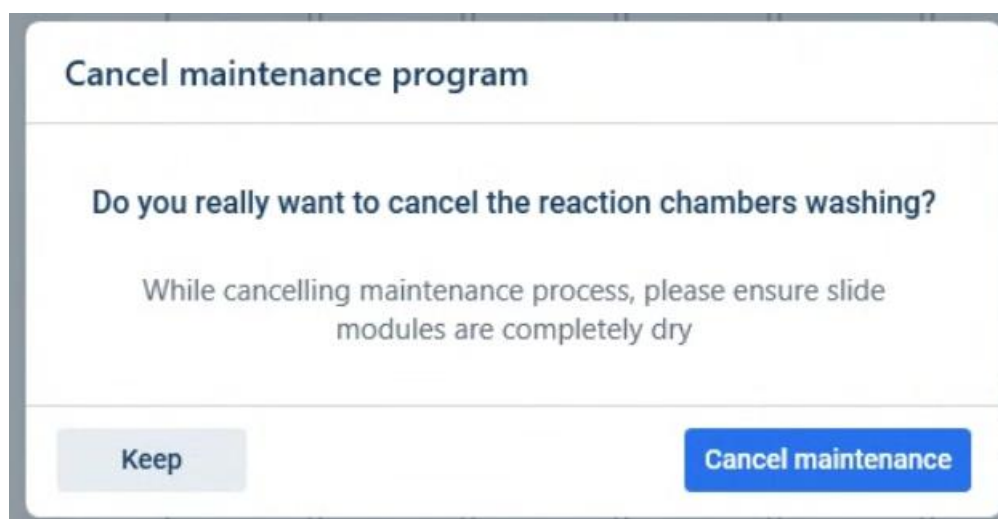 Cancel maintenance program
Do you really want to cancel the reaction chambers washing?
While cancelling maintenance process, please ensure slide
modules are completely dry
Keep
Cancel maintenance